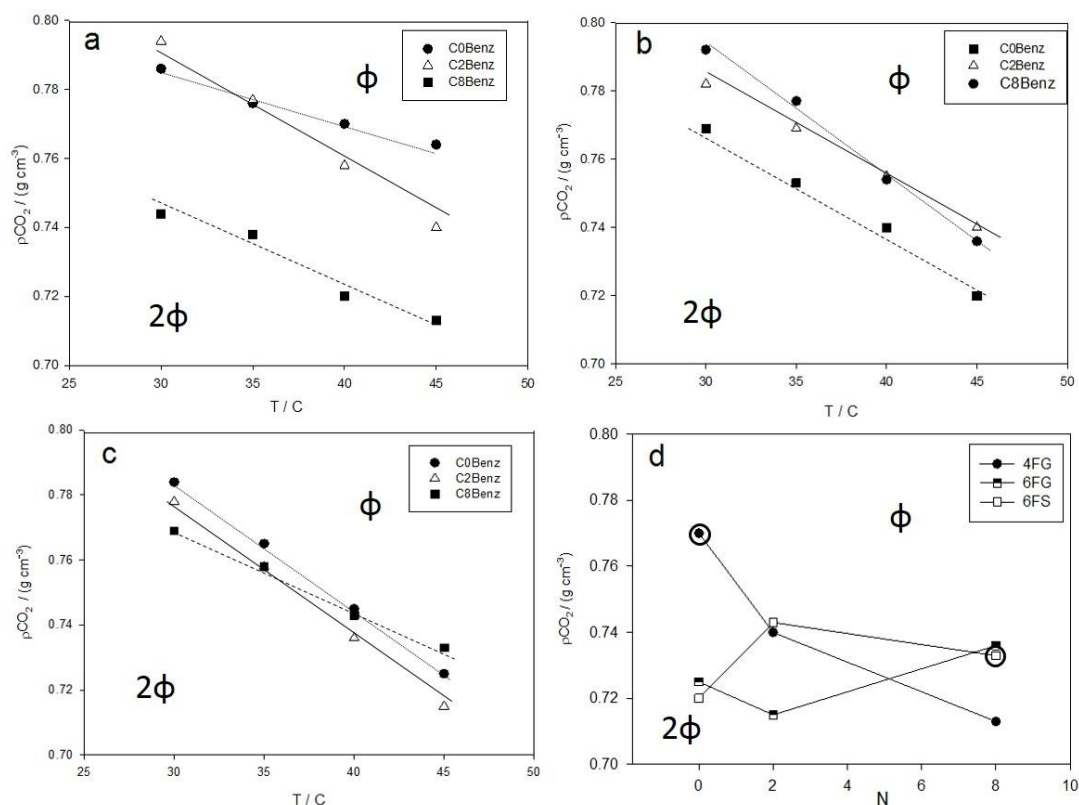 a
0.80
0.78
0.76
0.74
0.72
0.70
ρCO₂ / (g cm⁻³)
25
30
35
40
45
50
T / C
C0Benz
C2Benz
C8Benz
ϕ
2ϕ
b
0.80
0.78
0.76
0.74
0.72
0.70
ρCO₂ / (g cm⁻³)
25
30
35
40
45
50
T / C
C0Benz
C2Benz
C8Benz
ϕ
2ϕ
c
0.80
0.78
0.76
0.74
0.72
0.70
ρCO₂ / (g cm⁻³)
25
30
35
40
45
50
T / C
C0Benz
C2Benz
C8Benz
ϕ
2ϕ
d
0.80
0.78
0.76
0.74
0.72
0.70
ρCO₂ / (g cm⁻³)
0
2
4
6
8
10
N
4FG
6FG
6FS
ϕ
2ϕ